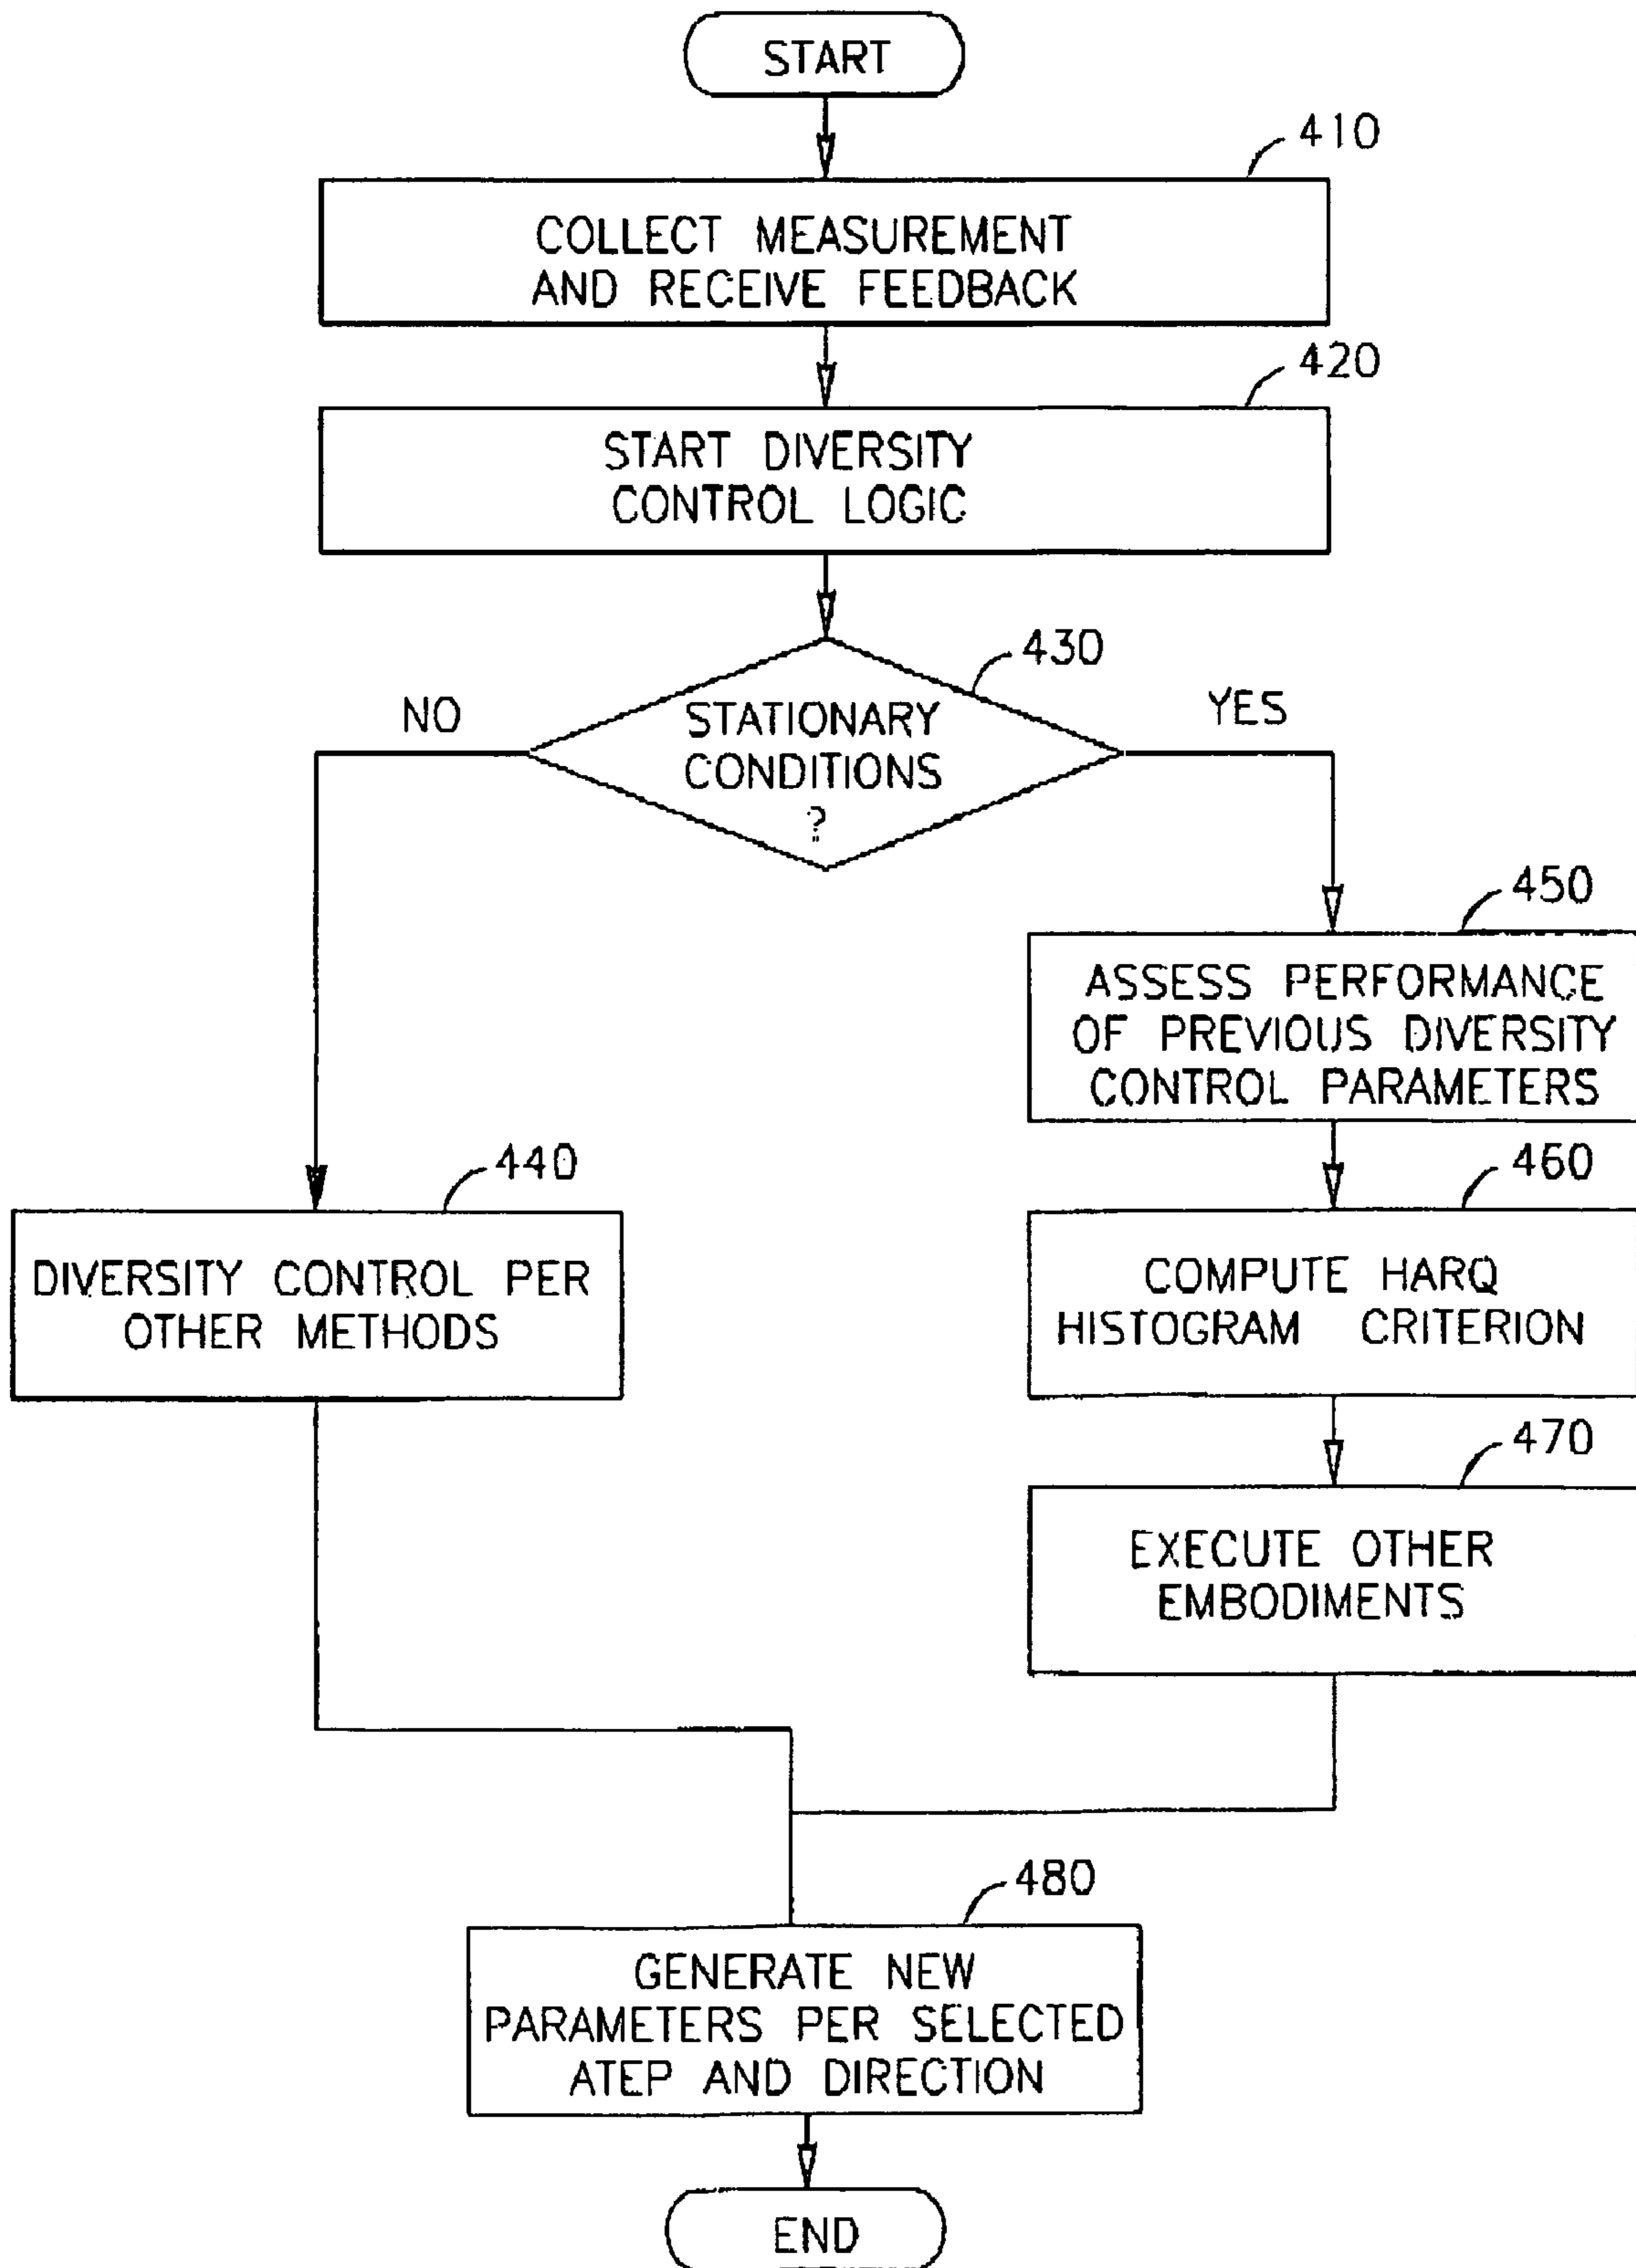 START
410
COLLECT MEASUREMENT
AND RECEIVE FEEDBACK
420
START DIVERSITY
CONTROL LOGIC
430
NO
STATIONARY
CONDITIONS
?
YES
450
ASSESS PERFORMANCE
OF PREVIOUS DIVERSITY
CONTROL PARAMETERS
440
DIVERSITY CONTROL PER
OTHER METHODS
460
COMPUTE HARQ
HISTOGRAM CRITERION
470
EXECUTE OTHER
EMBODIMENTS
480
GENERATE NEW
PARAMETERS PER SELECTED
ATEP AND DIRECTION
END